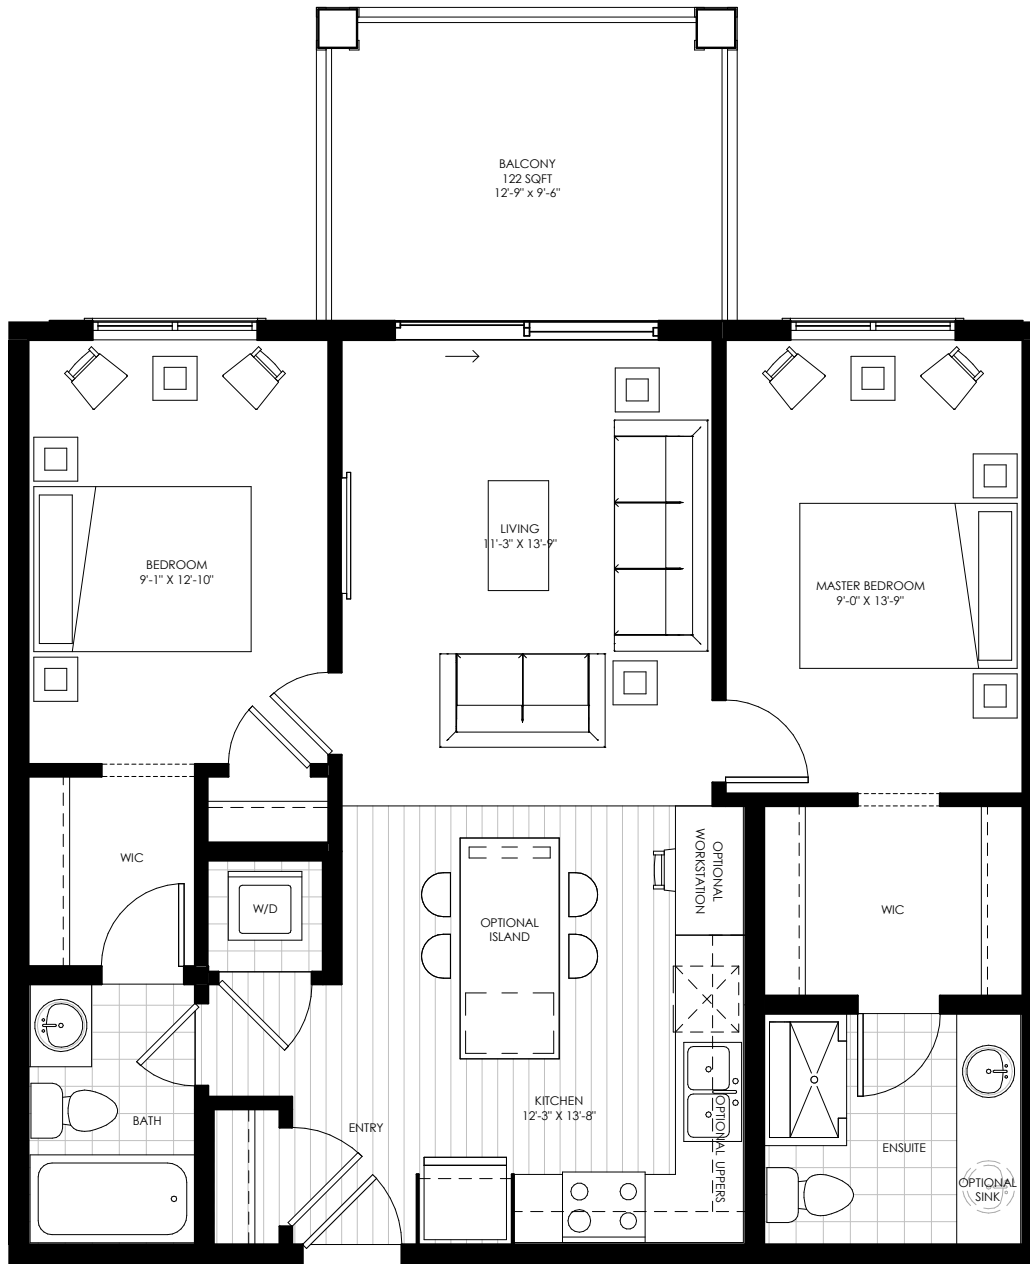 BALCONY
122 SQFT
12'-9" x 9'-6"
LIVING
11'-3" X 13'-9"
BEDROOM
9'-1" X 12'-10"
MASTER BEDROOM
9'-0" X 13'-9"
WIC
W/D
OPTIONAL
ISLAND
OPTIONAL
WORKSTATION
WIC
BATH
ENTRY
KITCHEN
12'-3" X 13'-8"
OPTIONAL UPPERS
ENSUITE
OPTIONAL
SINK